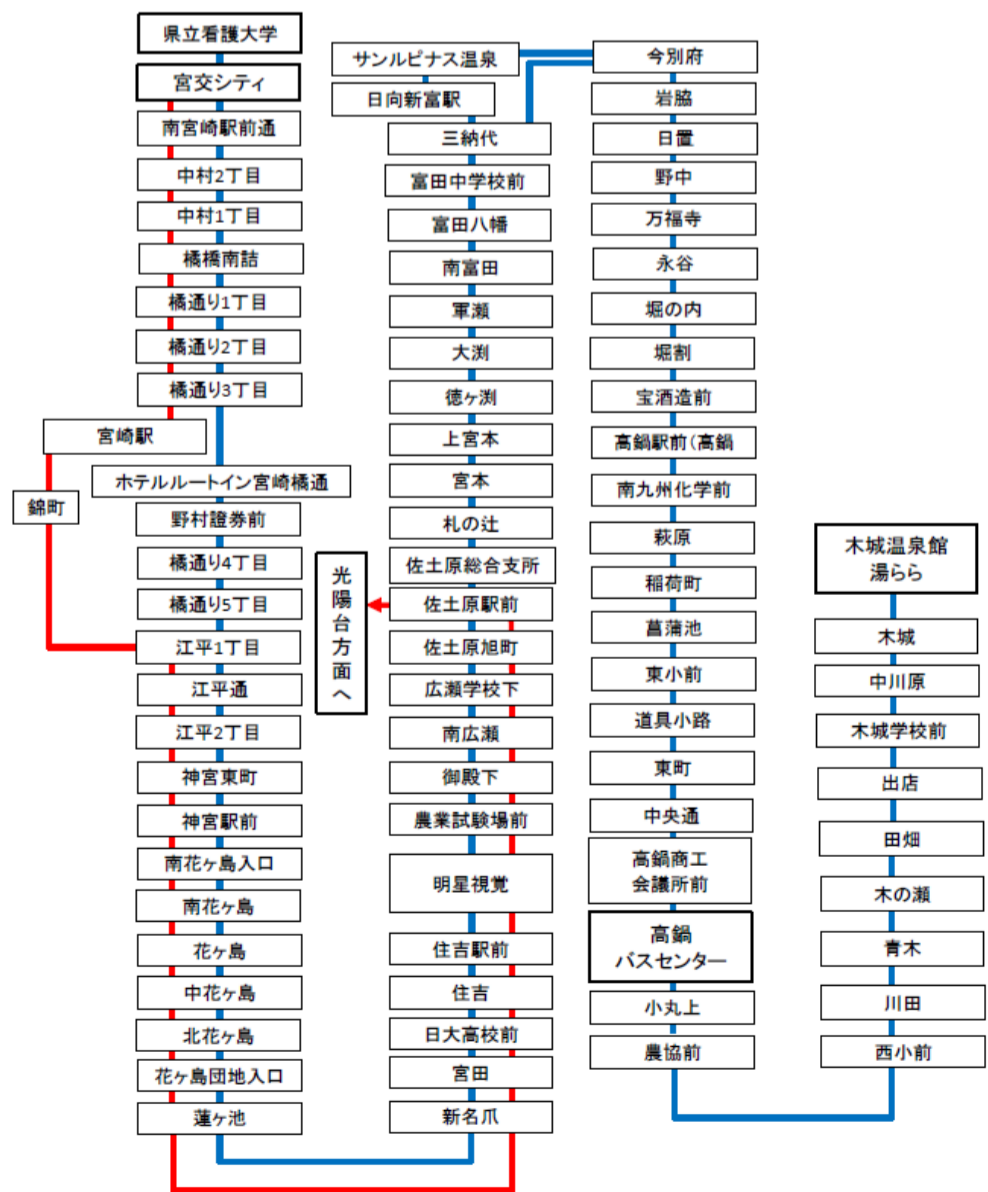 県立看護大学
宮交シティ
南宮崎駅前通
中村2丁目
中村1丁目
橘橋南詰
橘通り1丁目
橘通り2丁目
橘通り3丁目
宮崎駅
ホテルルートイン宮崎橘通
錦町
野村證券前
橘通り4丁目
橘通り5丁目
江平1丁目
江平通
江平2丁目
神宮東町
神宮駅前
南花ヶ島入口
南花ヶ島
花ヶ島
中花ヶ島
北花ヶ島
花ヶ島団地入口
蓮ヶ池
サンルピナス温泉
日向新富駅
三納代
富田中学校前
富田八幡
南富田
軍瀬
大渕
徳ヶ渕
上宮本
宮本
札の辻
佐土原総合支所
佐土原駅前
光陽台方面へ
佐土原旭町
広瀬学校下
南広瀬
御殿下
農業試験場前
明星視覚
住吉駅前
住吉
日大高校前
宮田
新名爪
今別府
岩脇
日置
野中
万福寺
永谷
堀の内
堀割
宝酒造前
高鍋駅前(高鍋
南九州化学前
萩原
稲荷町
菖蒲池
東小前
道具小路
東町
中央通
高鍋商工
会議所前
高鍋
バスセンター
小丸上
農協前
木城温泉館
湯らら
木城
中川原
木城学校前
出店
田畑
木の瀬
青木
川田
西小前